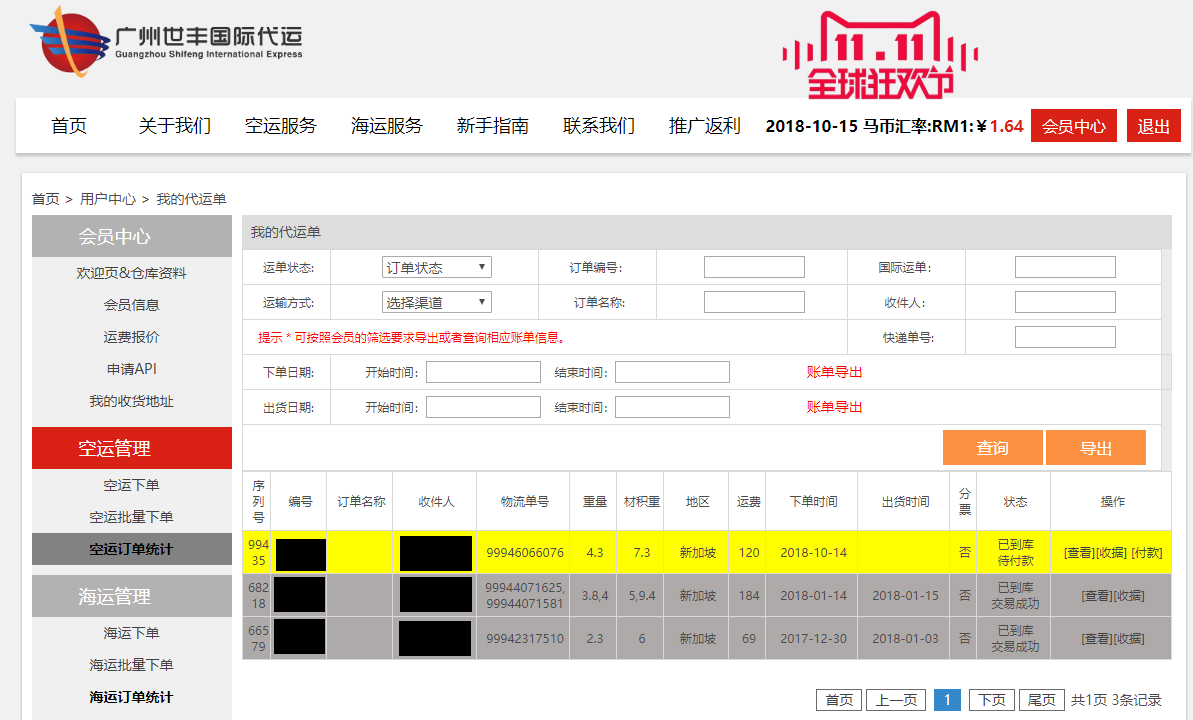 广州世丰国际代运
Guangzhou Shifeng International Express
11.11
全球狂欢节
首页 关于我们 空运服务 海运服务 新手指南 联系我们 推广返利 2018-10-15 马币汇率:RM1:¥1.64 会员中心 退出
首页 > 用户中心 > 我的代运单
会员中心
欢迎页&仓库资料
会员信息
运费报价
申请API
我的收货地址
空运管理
空运下单
空运批量下单
空运订单统计
海运管理
海运下单
海运批量下单
海运订单统计
我的代运单
运单状态: 订单状态 订单编号: 国际运单:
运输方式: 选择渠道 订单名称: 收件人:
提示 * 可按照会员的筛选要求导出或者查询相应账单信息。 快递单号:
下单日期: 开始时间: 结束时间: 账单导出
出货日期: 开始时间: 结束时间: 账单导出
查询 导出
序列号 编号 订单名称 收件人 物流单号 重量 材积重 地区 运费 下单时间 出货时间 分票 状态 操作
99435 99946066076 4.3 7.3 新加坡 120 2018-10-14 否 已到库 待付款 [查看][收据] [付款]
68218 99944071625, 99944071581 3.8,4 5,9.4 新加坡 184 2018-01-14 2018-01-15 否 已到库 交易成功 [查看][收据]
66579 99942317510 2.3 6 新加坡 69 2017-12-30 2018-01-03 否 已到库 交易成功 [查看][收据]
首页 上一页 1 下页 尾页 共1页 3条记录